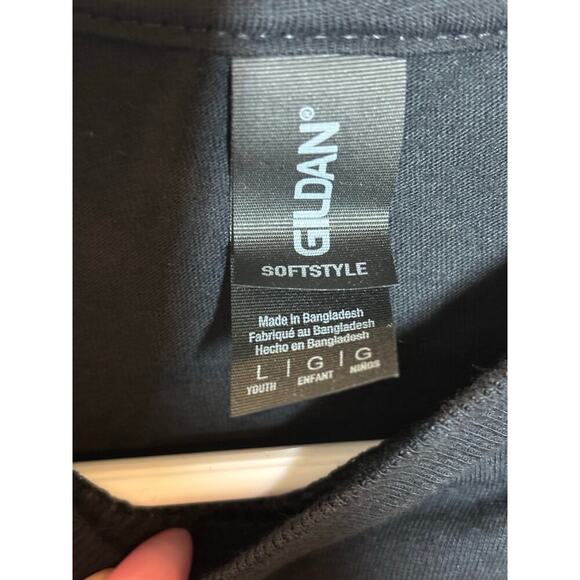 GILDAN®
SOFTSTYLE
Made in Bangladesh
Fabriqué au Bangladesh
Hecho en Bangladesh
L | G | G
YOUTH ENFANT NIÑOS